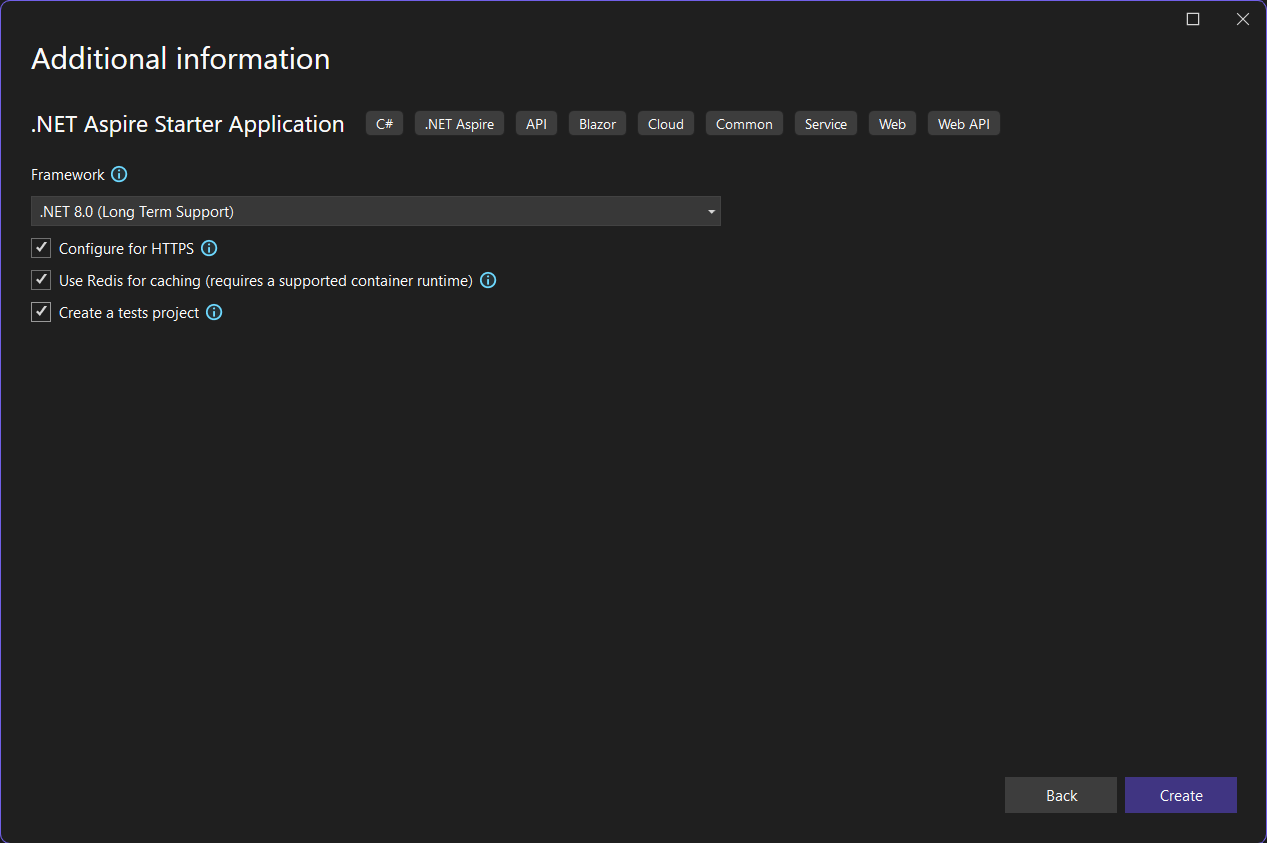 Additional information
.NET Aspire Starter Application C# .NET Aspire API Blazor Cloud Common Service Web Web API
Framework
.NET 8.0 (Long Term Support)
Configure for HTTPS
Use Redis for caching (requires a supported container runtime)
Create a tests project
Back Create